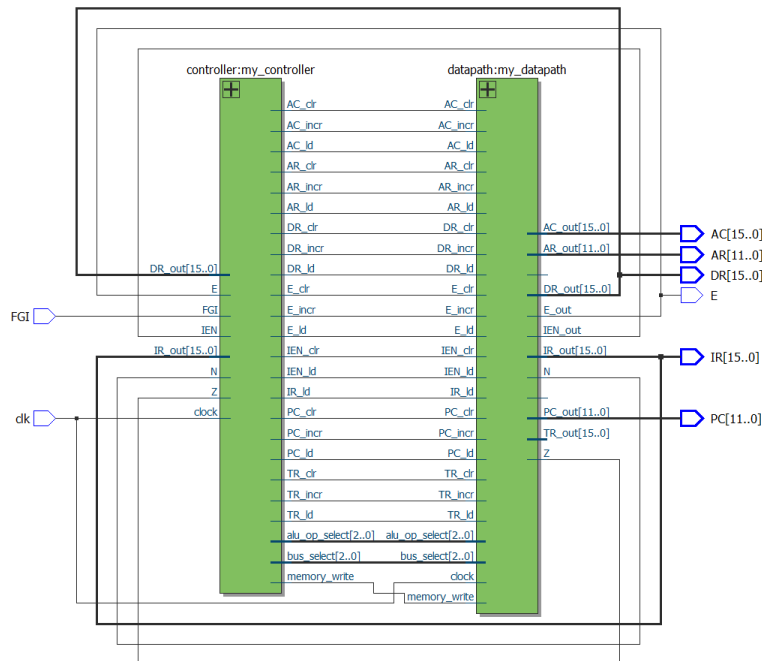 controller:my_controller
datapath:my_datapath
AC_clr
AC_incr
AC_ld
AR_clr
AR_incr
AR_ld
DR_clr
DR_incr
DR_ld
E_clr
E_incr
E_ld
IEN_clr
IEN_ld
IR_ld
PC_clr
PC_incr
PC_ld
TR_clr
TR_incr
TR_ld
alu_op_select[2..0]
bus_select[2..0]
memory_write
DR_out[15..0]
E
FGI
IEN
IR_out[15..0]
N
Z
clock
FGI
clk
AC_clr
AC_incr
AC_ld
AR_clr
AR_incr
AR_ld
DR_clr
DR_incr
DR_ld
E_clr
E_incr
E_ld
IEN_clr
IEN_ld
IR_ld
PC_clr
PC_incr
PC_ld
TR_clr
TR_incr
TR_ld
alu_op_select[2..0]
bus_select[2..0]
clock
memory_write
AC_out[15..0]
AR_out[11..0]
DR_out[15..0]
E_out
IEN_out
IR_out[15..0]
N
PC_out[11..0]
TR_out[15..0]
Z
AC[15..0]
AR[11..0]
DR[15..0]
E
IR[15..0]
PC[11..0]